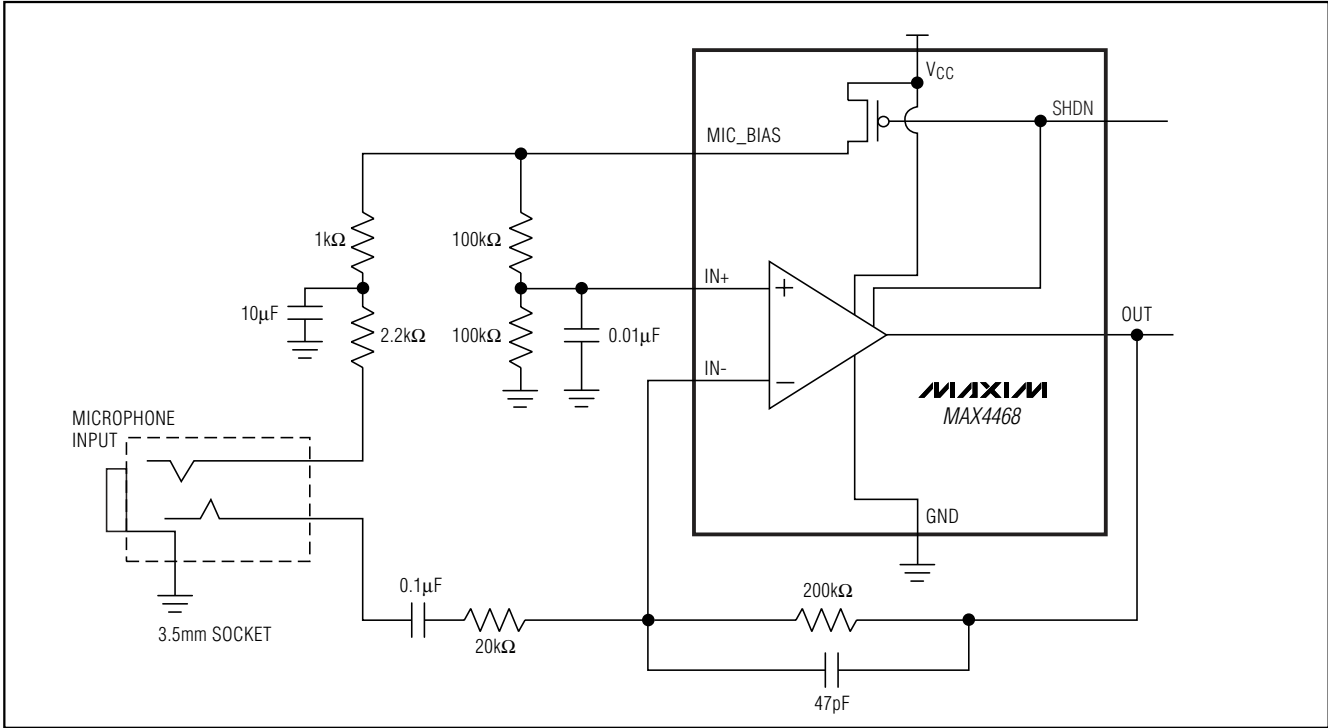 VCC
SHDN
MIC_BIAS
1kΩ
100kΩ
IN+
10µF
2.2kΩ
100kΩ
0.01µF
OUT
IN-
MAXIM
MAX4468
MICROPHONE
INPUT
GND
0.1µF
200kΩ
3.5mm SOCKET
20kΩ
47pF
+
−